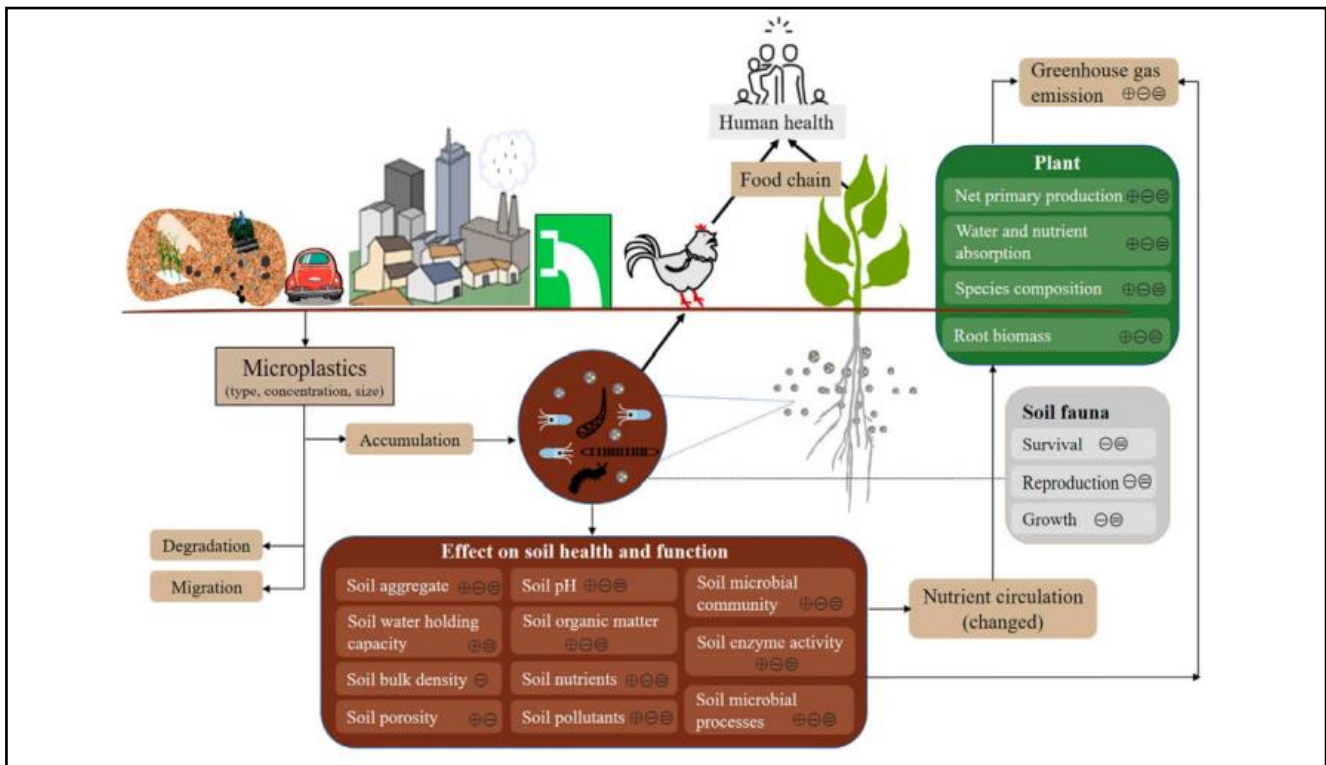 Human health
Food chain
Greenhouse gas
emission ⊕⊖⊜
Plant
Net primary production ⊕⊖⊜
Water and nutrient
absorption ⊕⊖⊜
Species composition ⊕⊖⊜
Root biomass ⊕⊖⊜
Microplastics
(type, concentration, size)
Accumulation
Degradation
Migration
Soil fauna
Survival ⊖⊜
Reproduction ⊖⊜
Growth ⊖⊜
Effect on soil health and function
Soil aggregate ⊕⊖⊜
Soil water holding
capacity ⊕⊜
Soil bulk density ⊖
Soil porosity ⊕⊖
Soil pH ⊕⊖⊜
Soil organic matter
⊕⊖⊜
Soil nutrients ⊕⊖⊜
Soil pollutants ⊕⊖⊜
Soil microbial
community ⊕⊖⊜
Soil enzyme activity
⊕⊖⊜
Soil microbial
processes ⊕⊖⊜
Nutrient circulation
(changed)